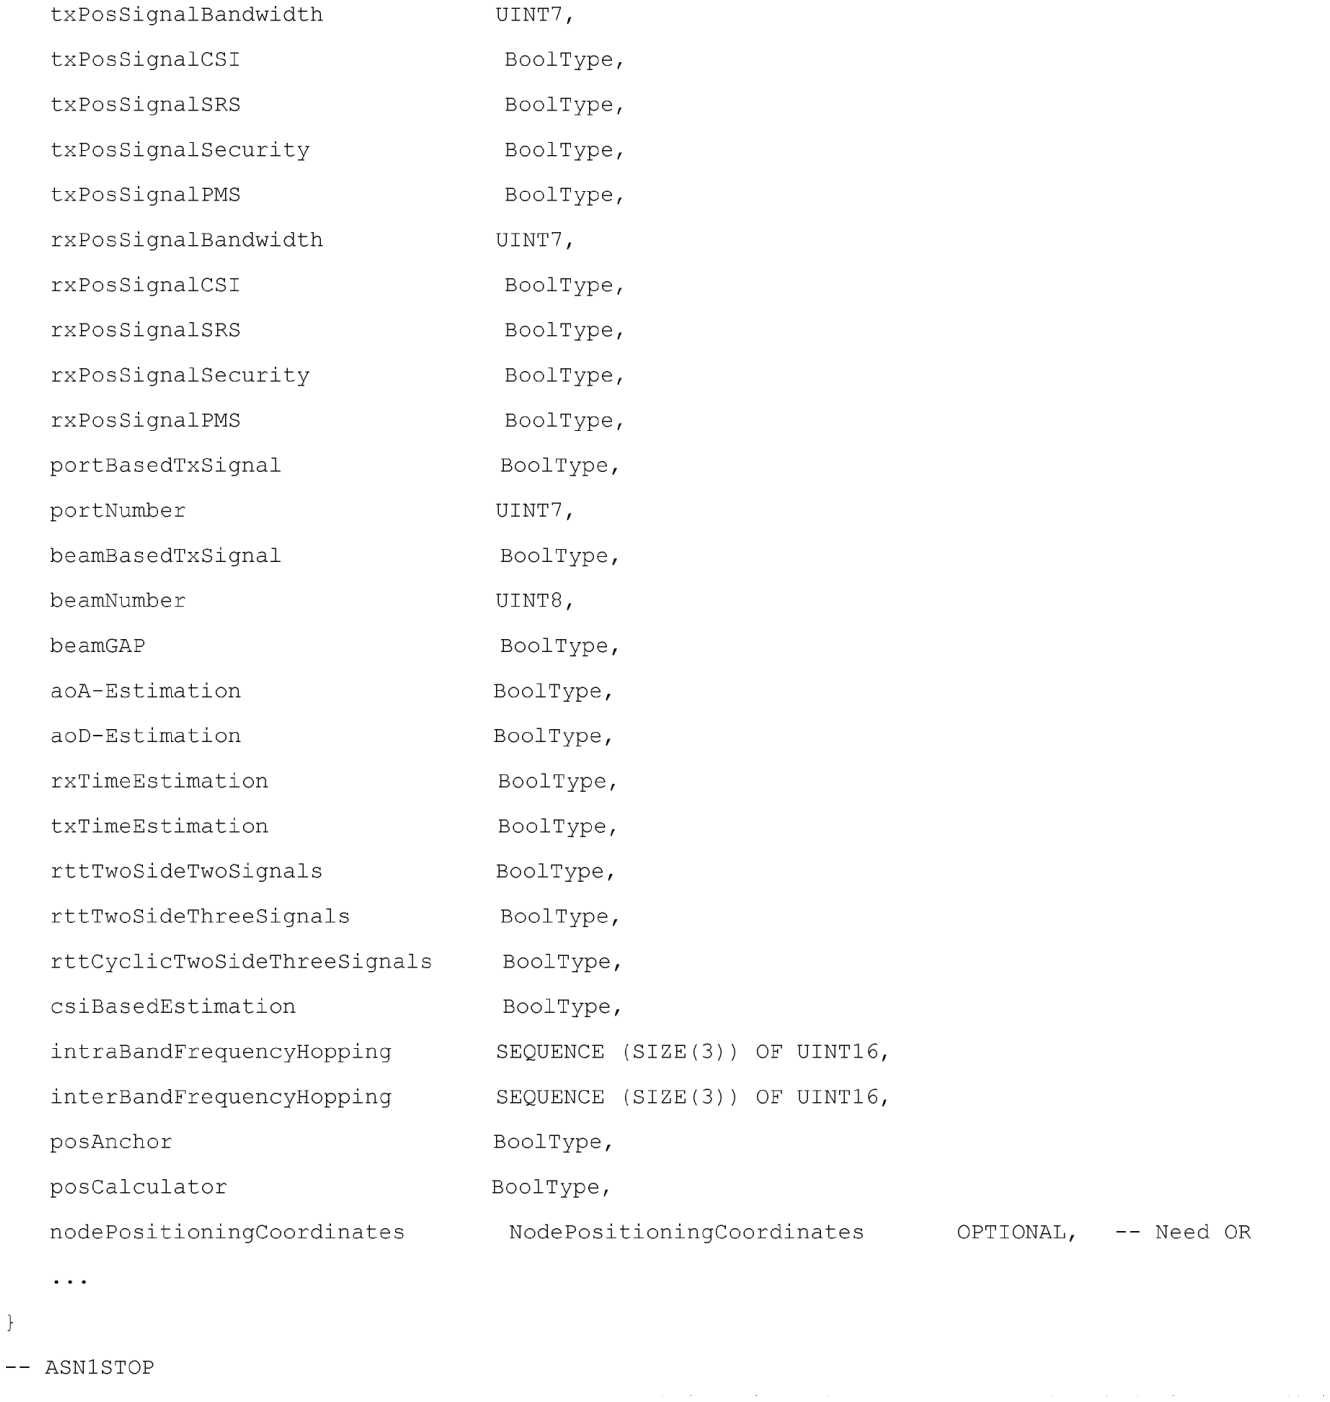 txPosSignalBandwidth UINT7,
txPosSignalCSI BoolType,
txPosSignalSRS BoolType,
txPosSignalSecurity BoolType,
txPosSignalPMS BoolType,
rxPosSignalBandwidth UINT7,
rxPosSignalCSI BoolType,
rxPosSignalSRS BoolType,
rxPosSignalSecurity BoolType,
rxPosSignalPMS BoolType,
portBasedTxSignal BoolType,
portNumber UINT7,
beamBasedTxSignal BoolType,
beamNumber UINT8,
beamGAP BoolType,
aoA-Estimation BoolType,
aoD-Estimation BoolType,
rxTimeEstimation BoolType,
txTimeEstimation BoolType,
rttTwoSideTwoSignals BoolType,
rttTwoSideThreeSignals BoolType,
rttCyclicTwoSideThreeSignals BoolType,
csiBasedEstimation BoolType,
intraBandFrequencyHopping SEQUENCE (SIZE(3)) OF UINT16,
interBandFrequencyHopping SEQUENCE (SIZE(3)) OF UINT16,
posAnchor BoolType,
posCalculator BoolType,
nodePositioningCoordinates NodePositioningCoordinates OPTIONAL, -- Need OR
...
}
-- ASN1STOP